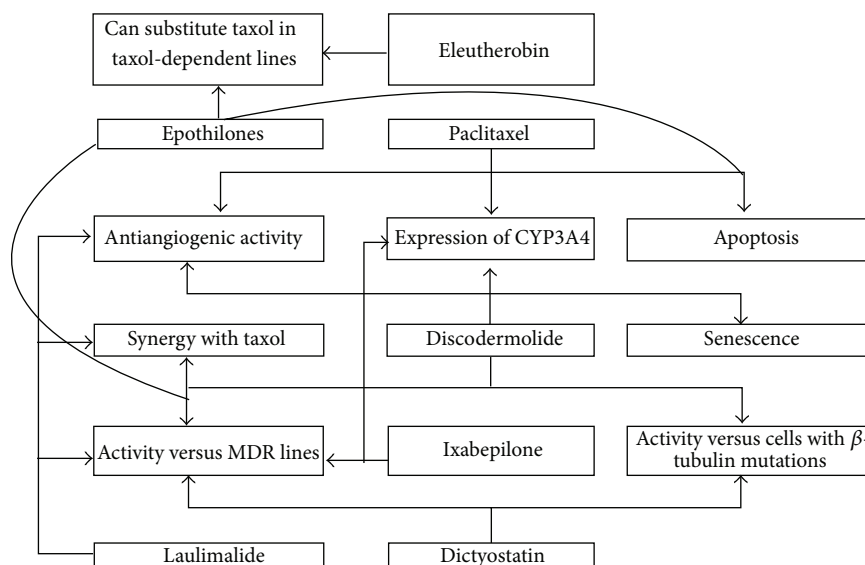 Can substitute taxol in
taxol-dependent lines
Eleutherobin
Epothilones
Paclitaxel
Antiangiogenic activity
Expression of CYP3A4
Apoptosis
Synergy with taxol
Discodermolide
Senescence
Activity versus MDR lines
Ixabepilone
Activity versus cells with β-
tubulin mutations
Laulimalide
Dictyostatin